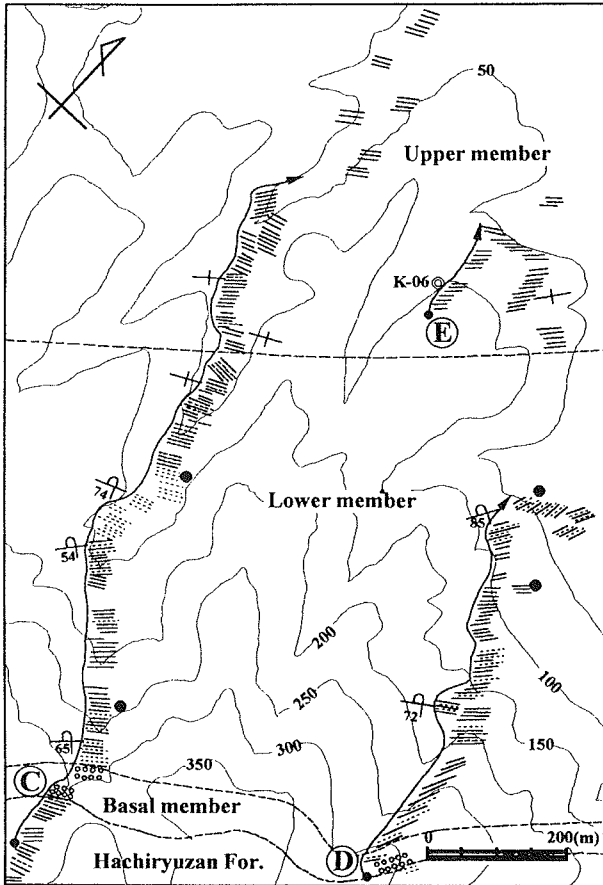 50
Upper member
K-06
E
Lower member
74
54
85
200
250
100
72
65
300
150
350
C
Basal member
0 200(m)
D
Hachiryuzan For.